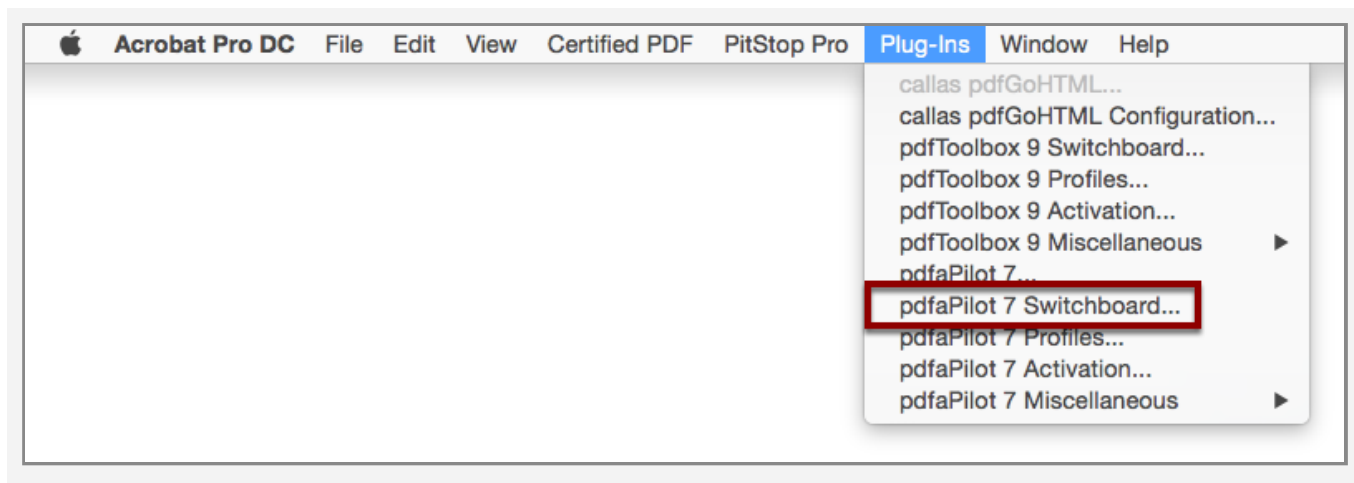 Acrobat Pro DC File Edit View Certified PDF PitStop Pro Plug-Ins Window Help
callas pdfGoHTML...
callas pdfGoHTML Configuration...
pdfToolbox 9 Switchboard...
pdfToolbox 9 Profiles...
pdfToolbox 9 Activation...
pdfToolbox 9 Miscellaneous
pdfaPilot 7...
pdfaPilot 7 Switchboard...
pdfaPilot 7 Profiles...
pdfaPilot 7 Activation...
pdfaPilot 7 Miscellaneous